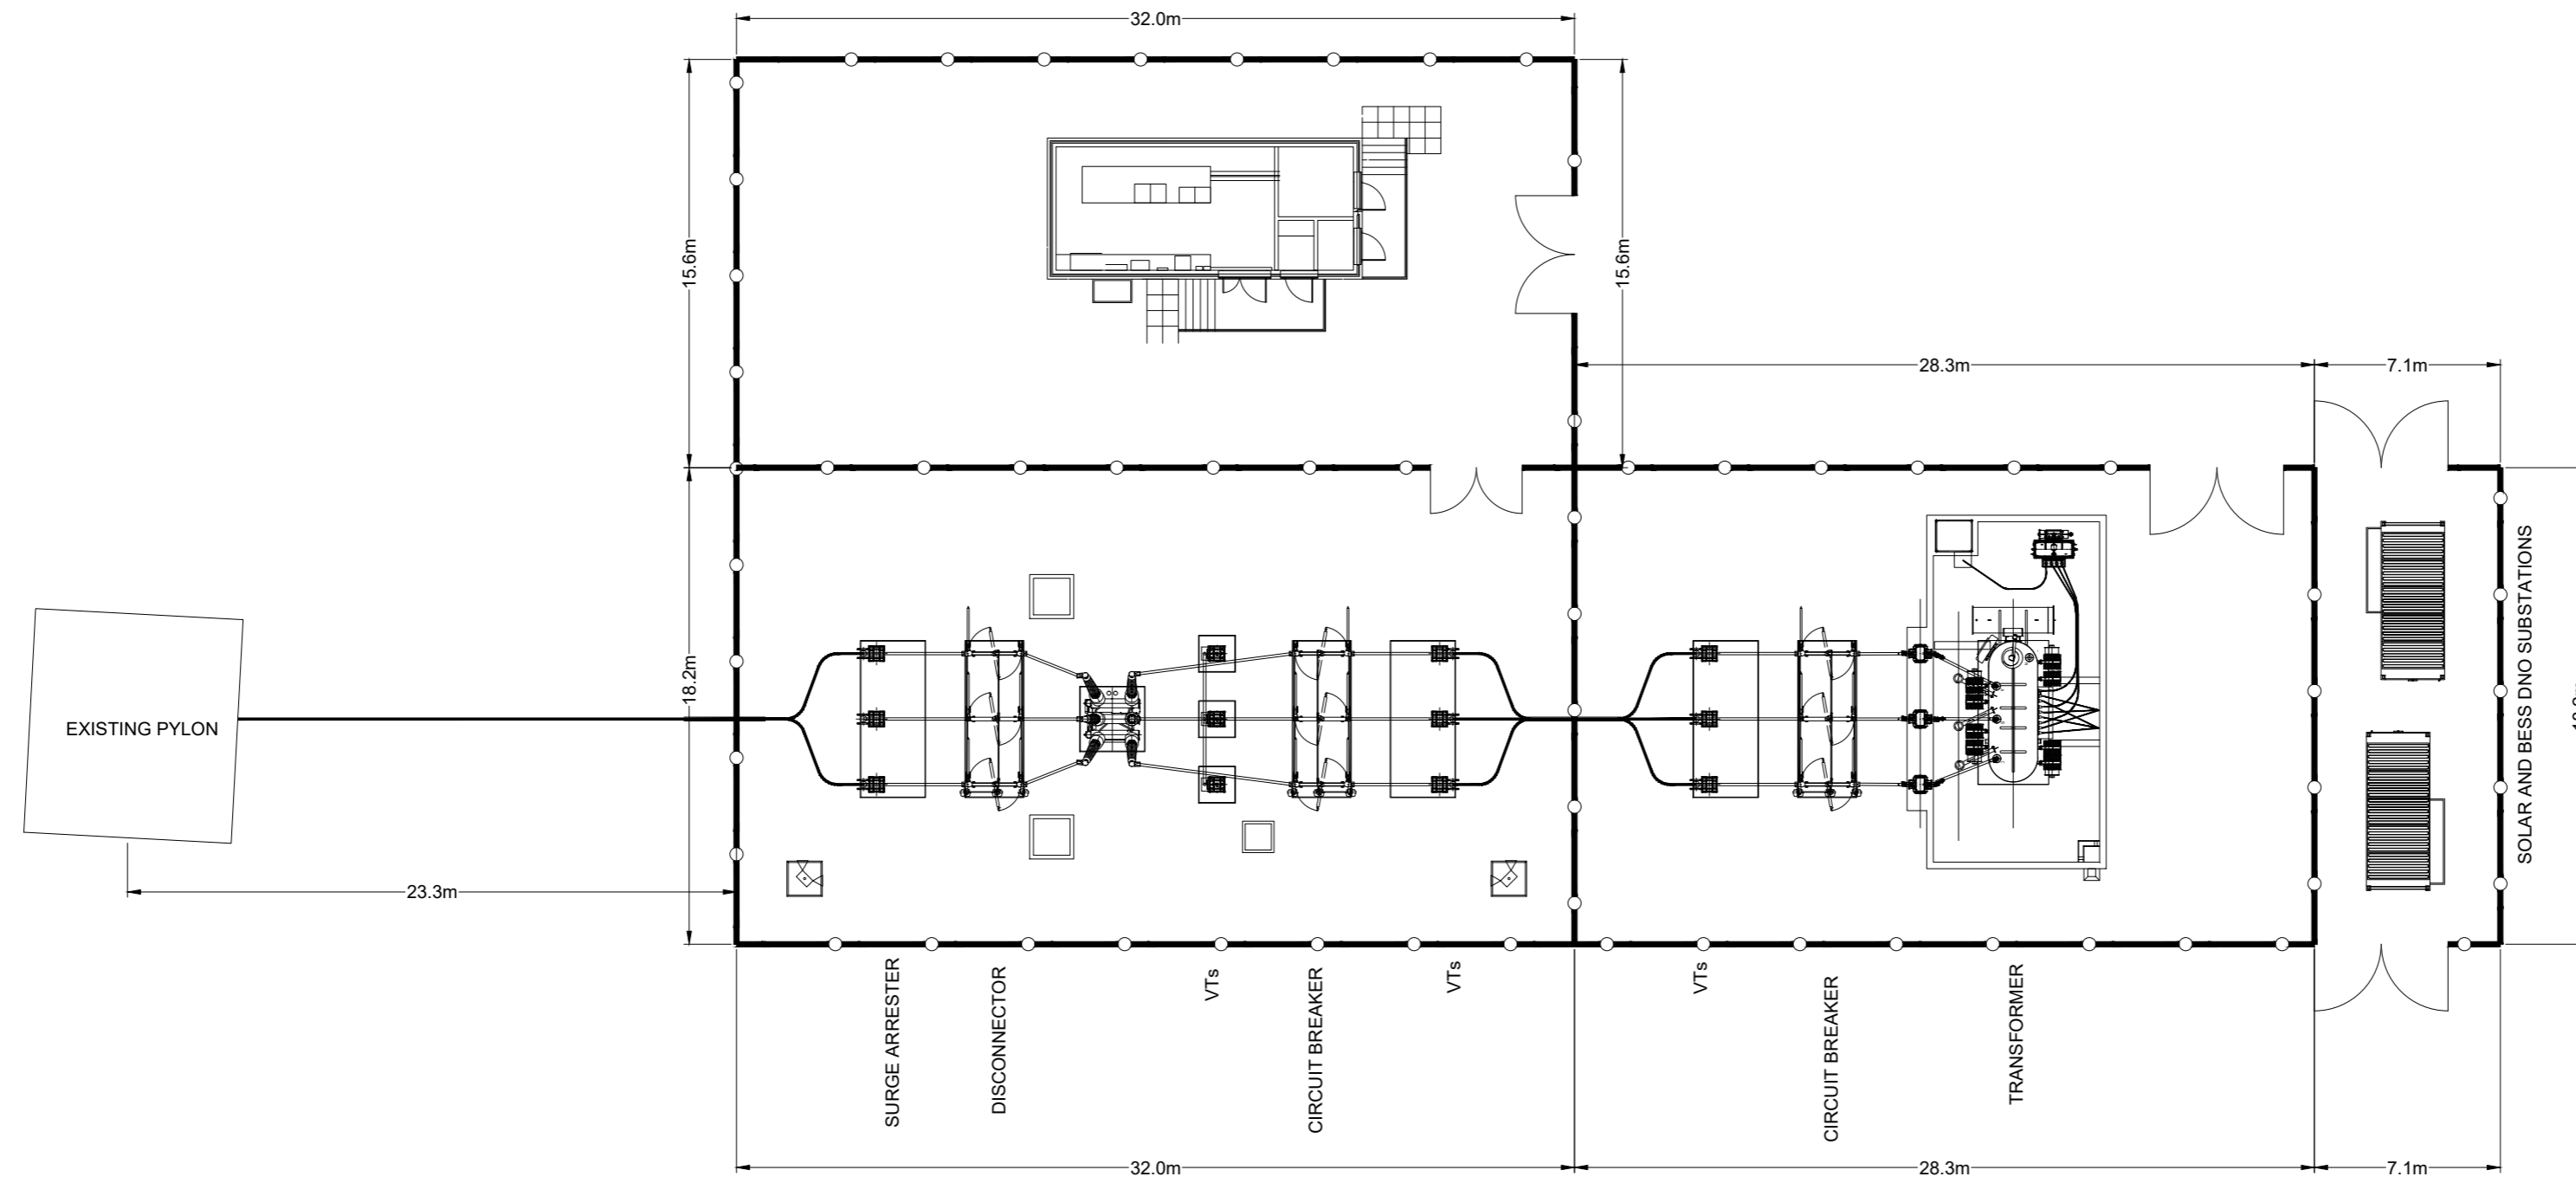 32.0m
15.6m
15.6m
28.3m
7.1m
EXISTING PYLON
18.2m
SOLAR AND BESS DNO SUBSTATIONS
23.3m
SURGE ARRESTER
DISCONNECTOR
VTs
CIRCUIT BREAKER
VTs
VTs
CIRCUIT BREAKER
TRANSFORMER
32.0m
28.3m
7.1m